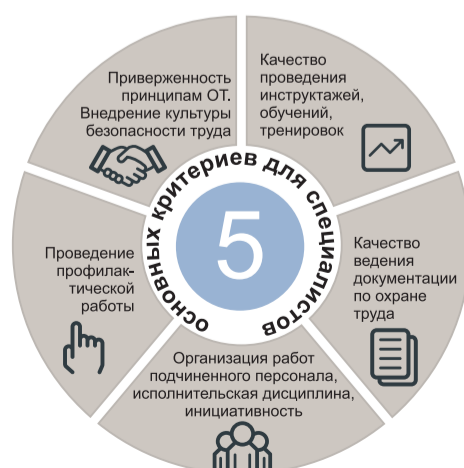 Приверженность
принципам ОТ.
Внедрение культуры
безопасности труда
Качество
проведения
инструктажей,
обучений,
тренировок
Качество
ведения
документации
по охране
труда
Организация работ
подчиненного персонала,
исполнительская дисциплина,
инициативность
Проведение
профилак-
тической
работы
5
основных критериев для специалистов